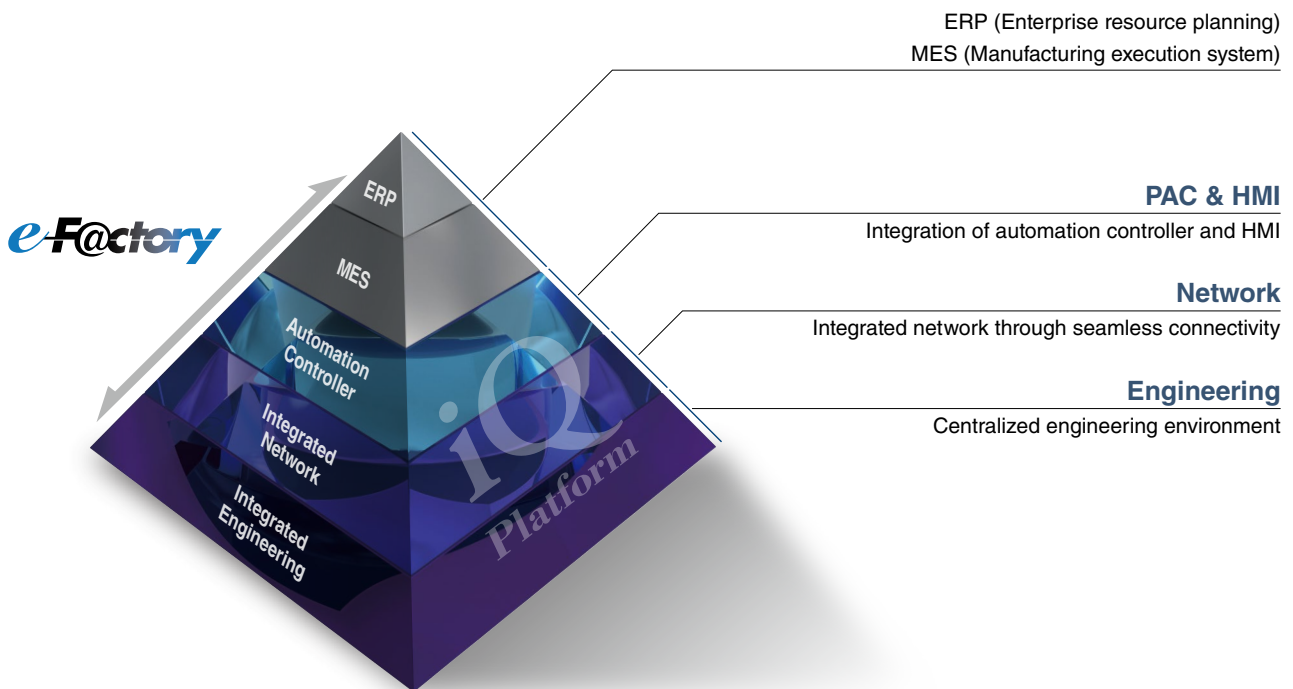 ERP (Enterprise resource planning)
MES (Manufacturing execution system)
ERP
PAC & HMI
Integration of automation controller and HMI
e-F@ctory
MES
Network
Integrated network through seamless connectivity
Automation
Controller
iQ
Platform
Engineering
Centralized engineering environment
Integrated
Network
Integrated
Engineering